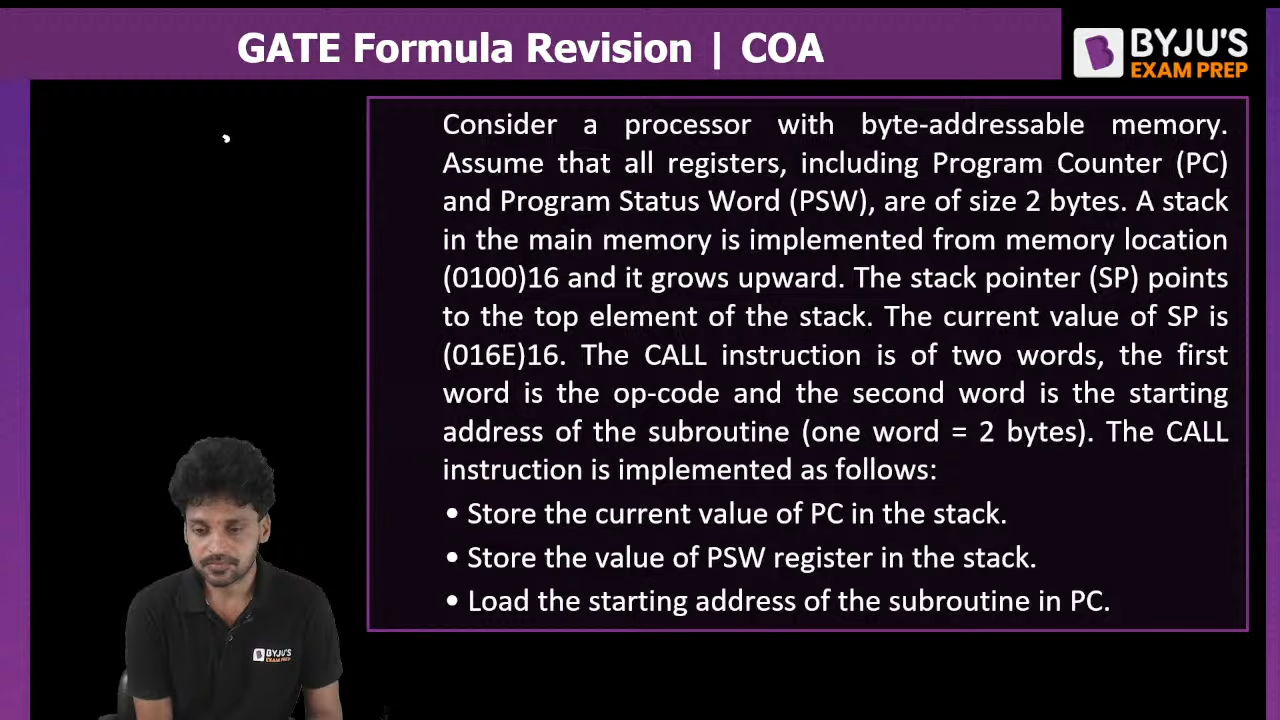 GATE Formula Revision | COA
BYJU'S
EXAM PREP
Consider a processor with byte-addressable memory.
Assume that all registers, including Program Counter (PC)
and Program Status Word (PSW), are of size 2 bytes. A stack
in the main memory is implemented from memory location
(0100)16 and it grows upward. The stack pointer (SP) points
to the top element of the stack. The current value of SP is
(016E)16. The CALL instruction is of two words, the first
word is the op-code and the second word is the starting
address of the subroutine (one word = 2 bytes). The CALL
instruction is implemented as follows:
• Store the current value of PC in the stack.
• Store the value of PSW register in the stack.
• Load the starting address of the subroutine in PC.
BYJU'S
EXAM PREP